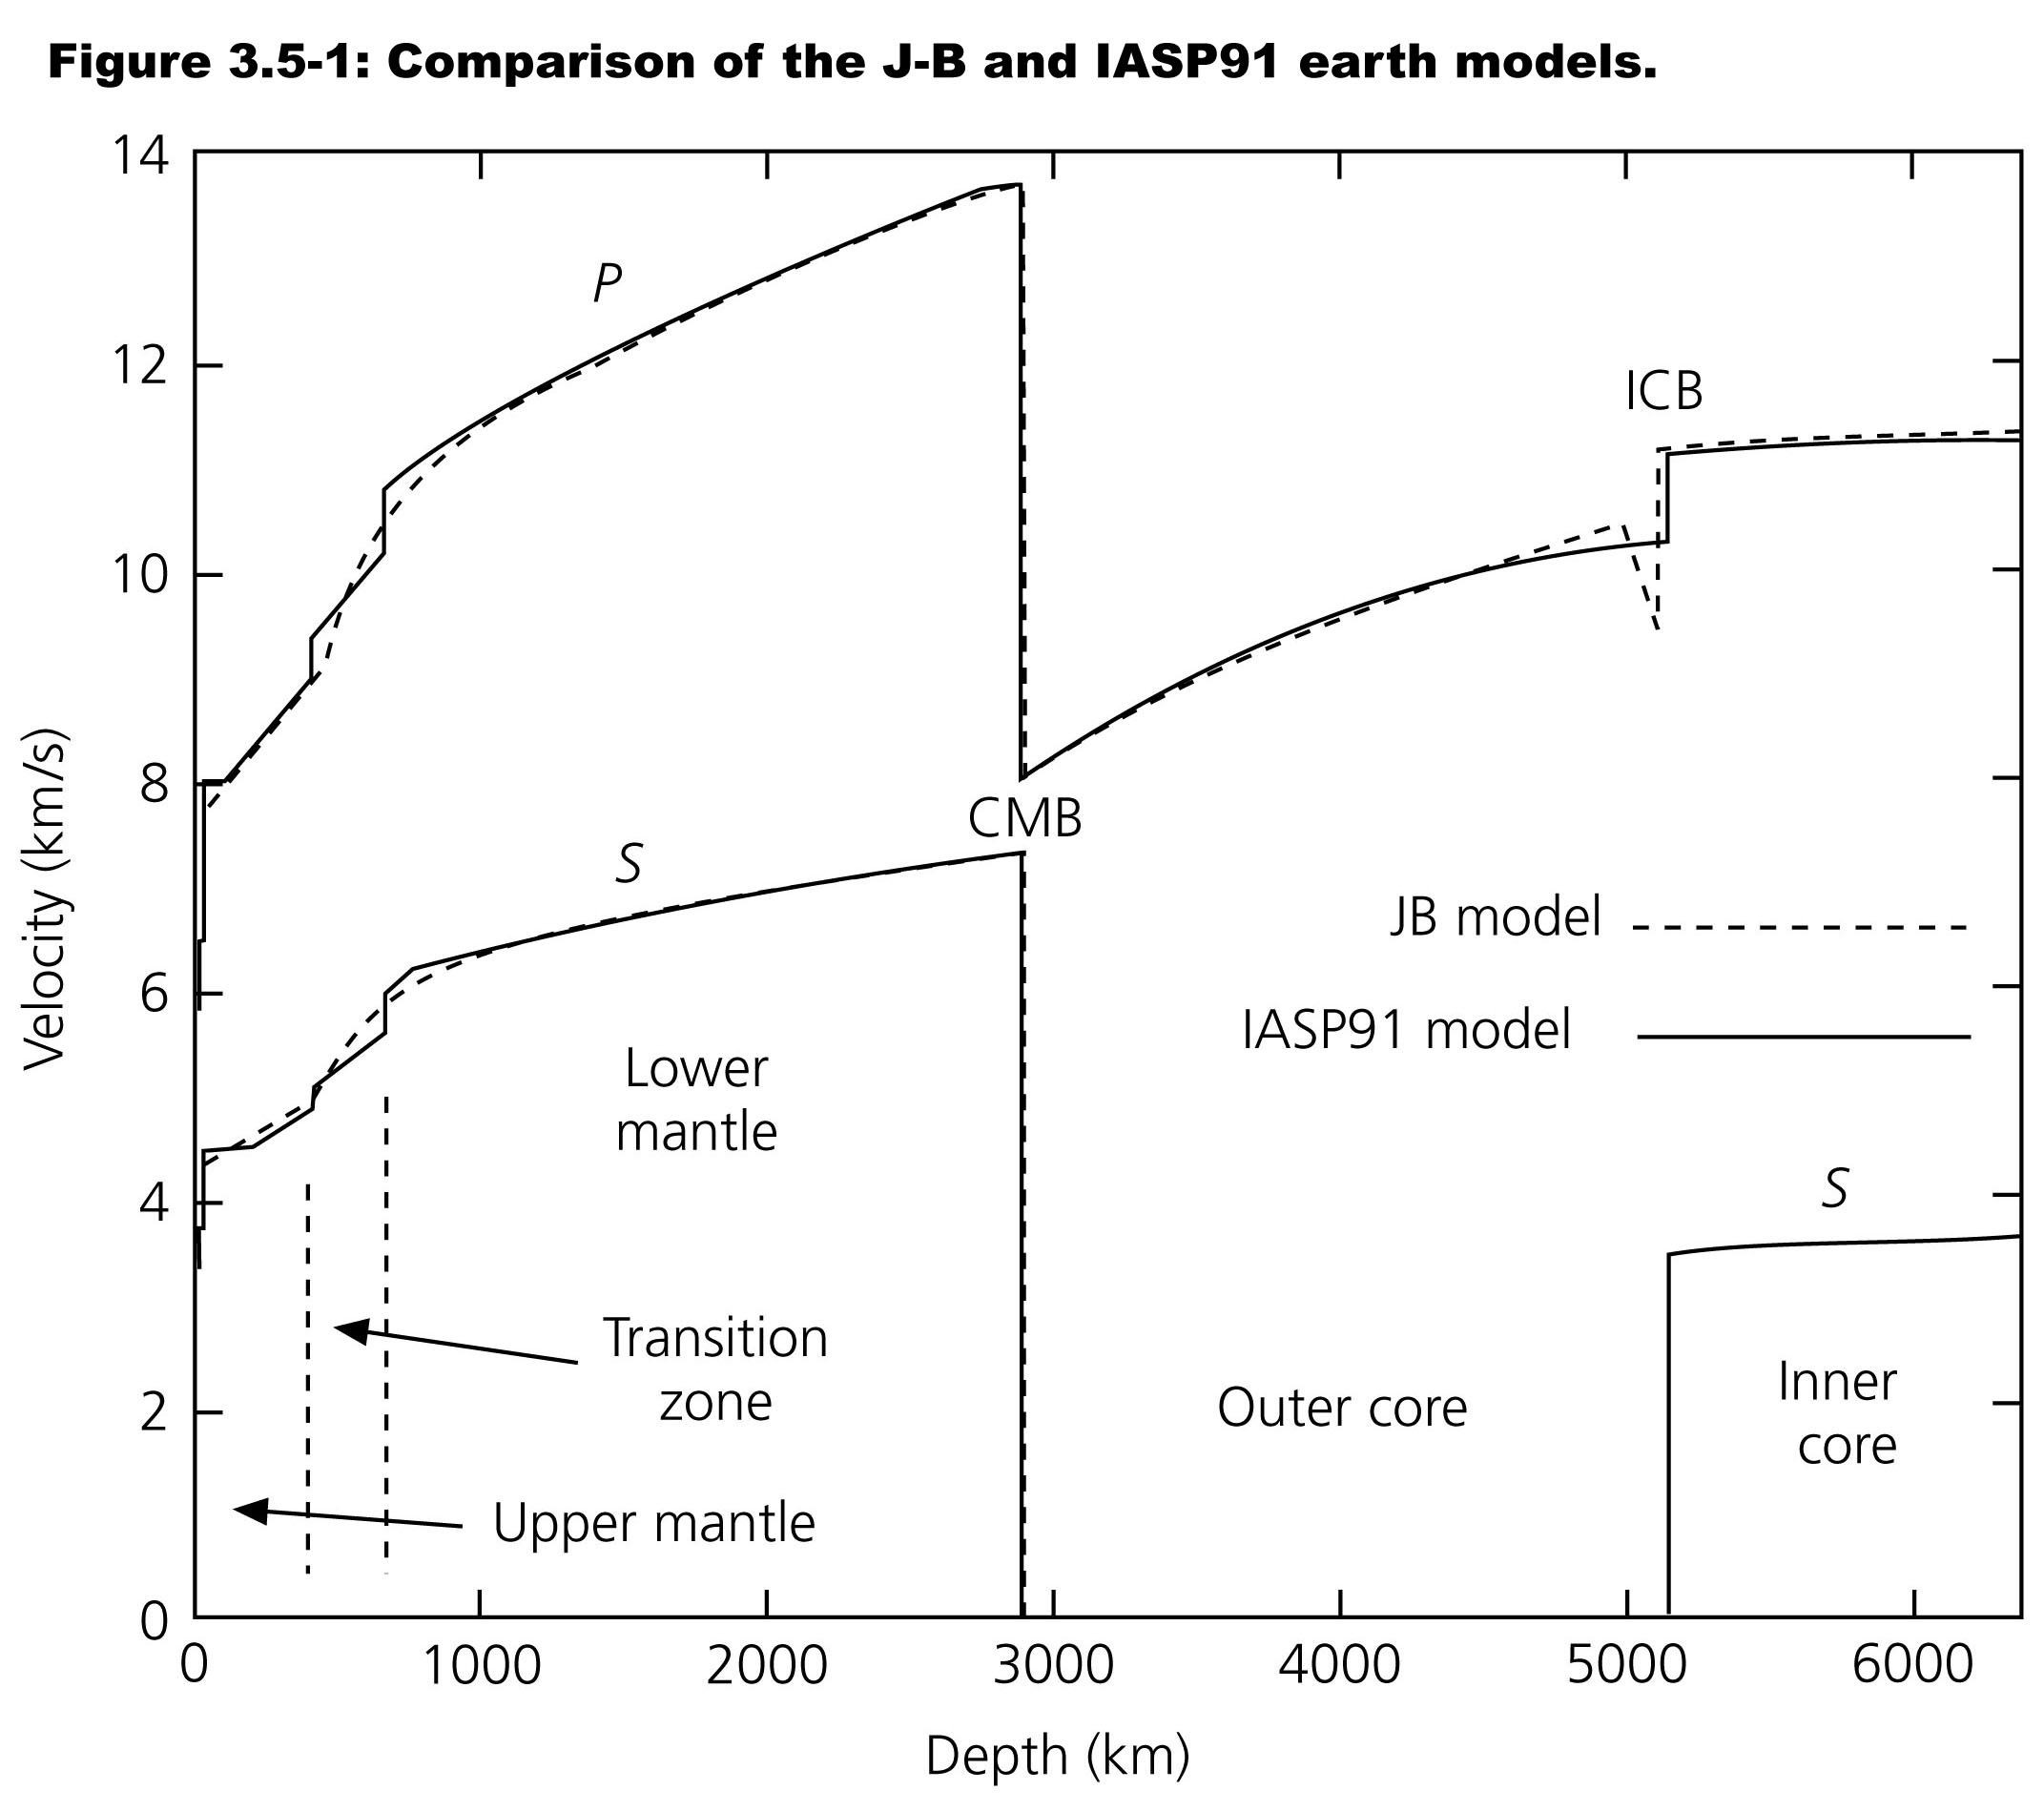 Figure 3.5-1: Comparison of the J-B and IASP91 earth models.
14
12
10
8
6
4
2
0
Velocity (km/s)
P
ICB
CMB
S
JB model
IASP91 model
Lower
mantle
S
Transition
zone
Outer core
Inner
core
Upper mantle
0
1000
2000
3000
4000
5000
6000
Depth (km)